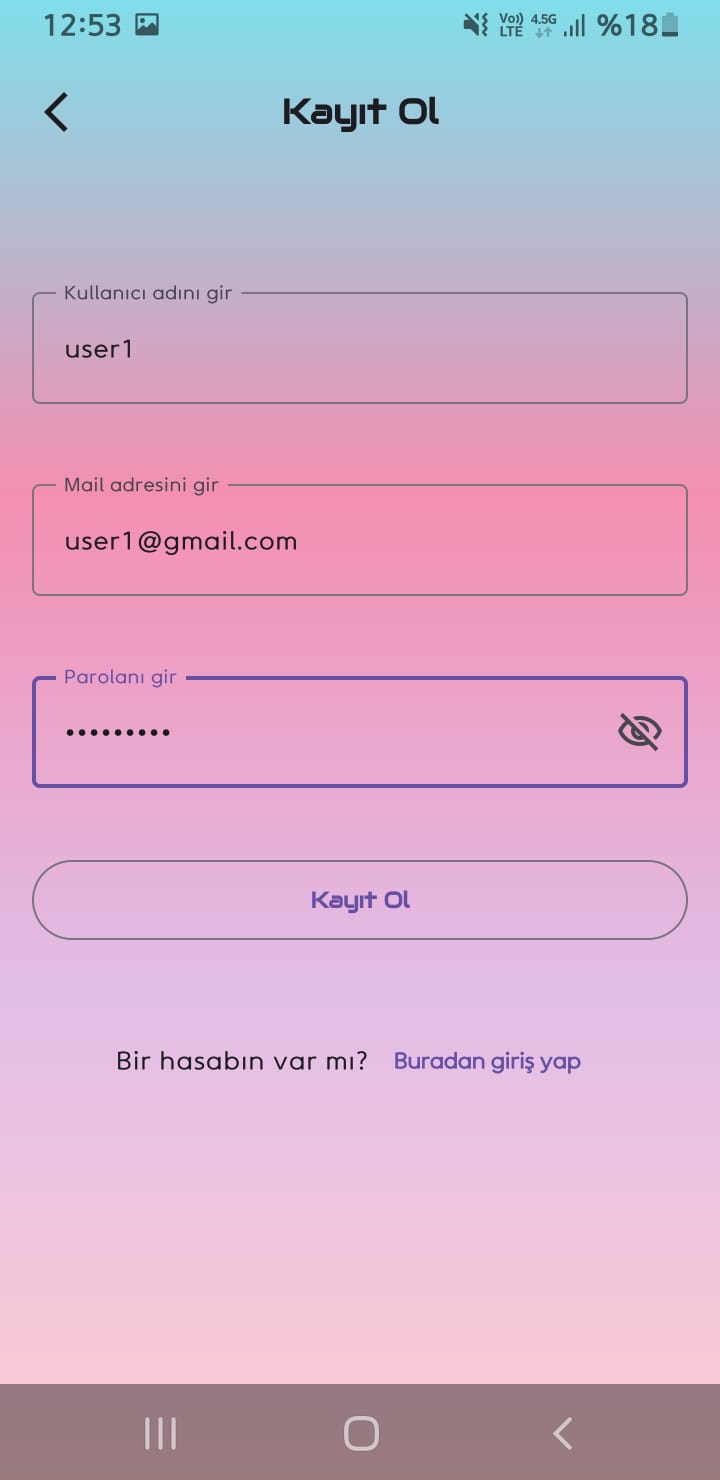 12:53 Vo)) LTE 4.5G %18
Kayıt Ol
Kullanıcı adını gir
user1
Mail adresini gir
user1@gmail.com
Parolanı gir
•••••••••
Kayıt Ol
Bir hasabın var mı? Buradan giriş yap